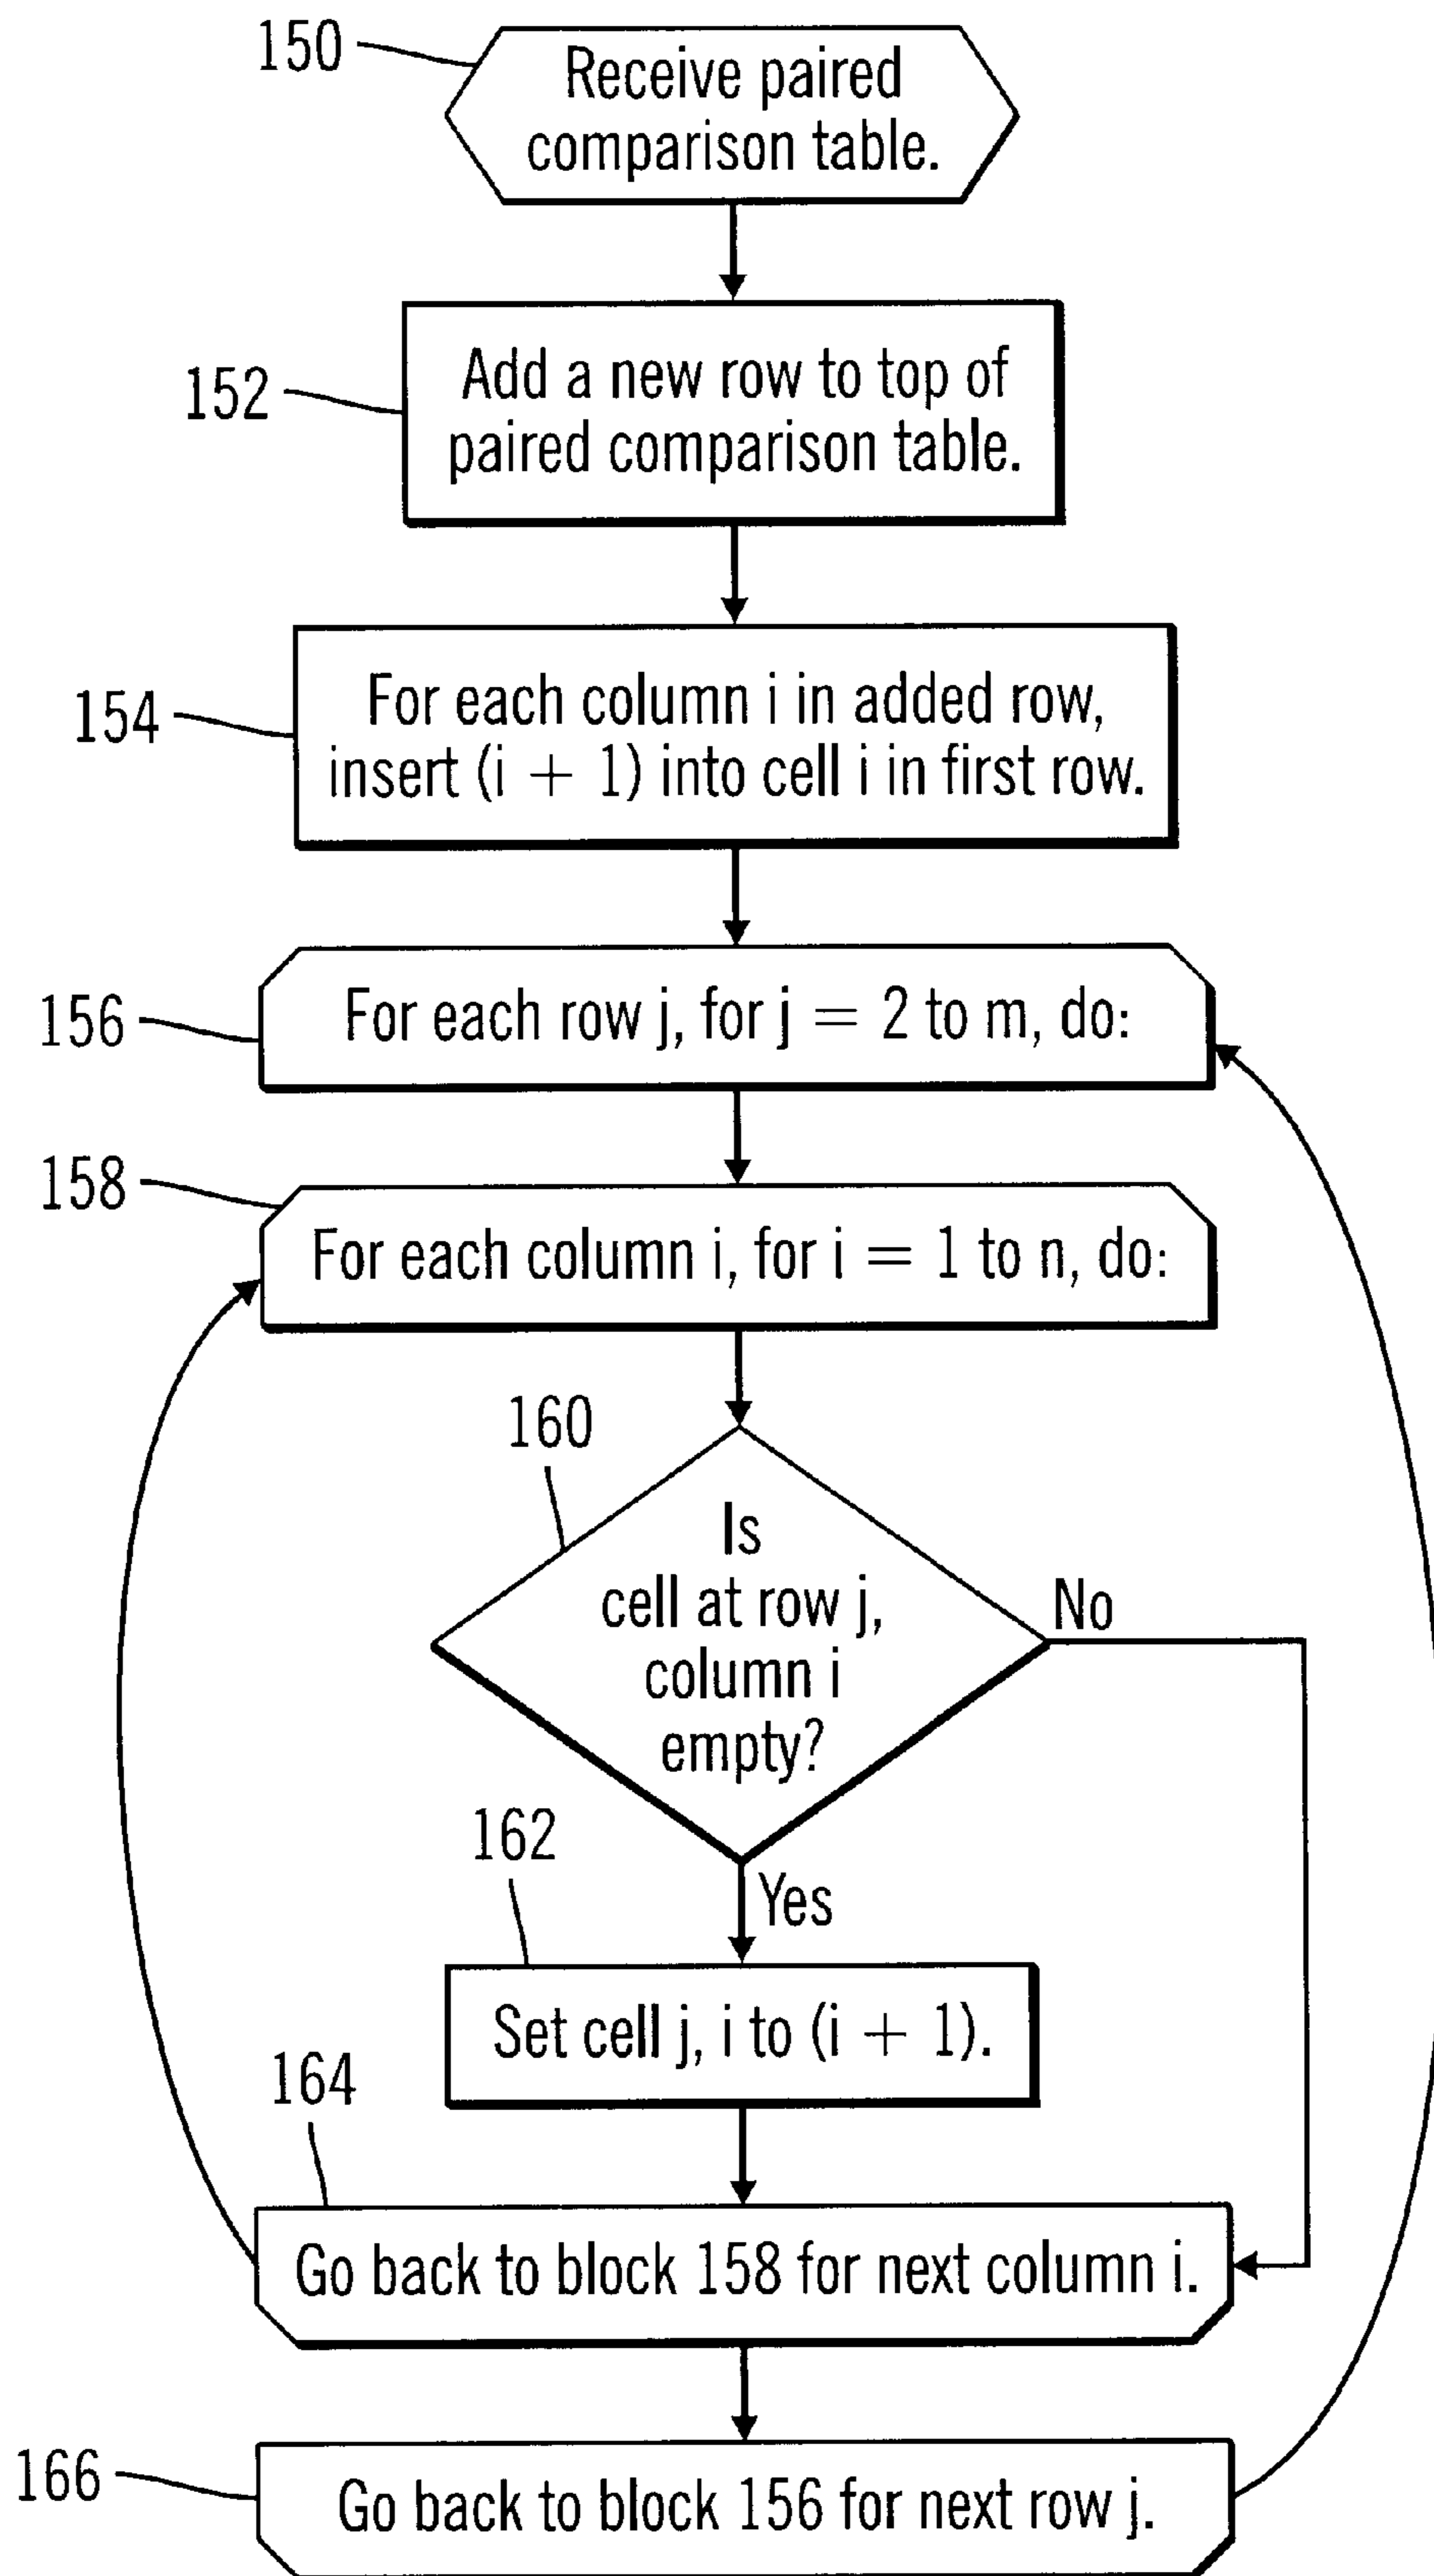 150
Receive paired
comparison table.
152
Add a new row to top of
paired comparison table.
154
For each column i in added row,
insert (i + 1) into cell i in first row.
156
For each row j, for j = 2 to m, do:
158
For each column i, for i = 1 to n, do:
160
Is
cell at row j,
column i
empty?
No
162
Yes
Set cell j, i to (i + 1).
164
Go back to block 158 for next column i.
166
Go back to block 156 for next row j.